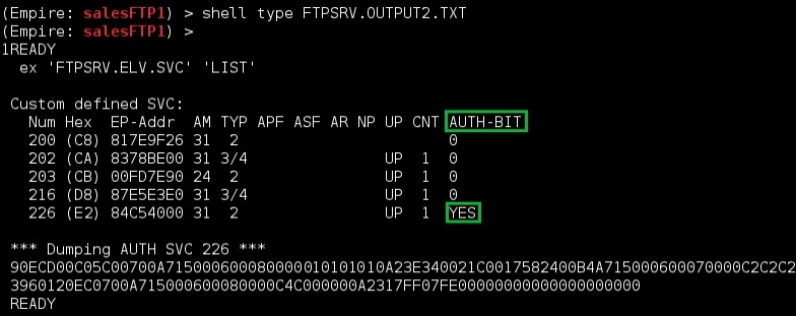 (Empire: salesFTP1) > shell type FTPSRV.OUTPUT2.TXT
(Empire: salesFTP1) >
1READY
ex 'FTPSRV.ELV.SVC' 'LIST'
Custom defined SVC:
Num Hex EP-Addr AM TYP APF ASF AR NP UP CNT AUTH-BIT
200 (C8) 817E9F26 31 2 0
202 (CA) 8378BE00 31 3/4 UP 1 0
203 (CB) 00FD7E90 24 2 UP 1 0
216 (D8) 87E5E3E0 31 3/4 UP 1 0
226 (E2) 84C54000 31 2 UP 1 YES
*** Dumping AUTH SVC 226 ***
90ECD00C05C00700A715000600080000010101010A23E340021C0017582400B4A715000600070000C2C2C2
3960120EC0700A715000600080000C4C000000A2317FF07FE00000000000000000000
READY